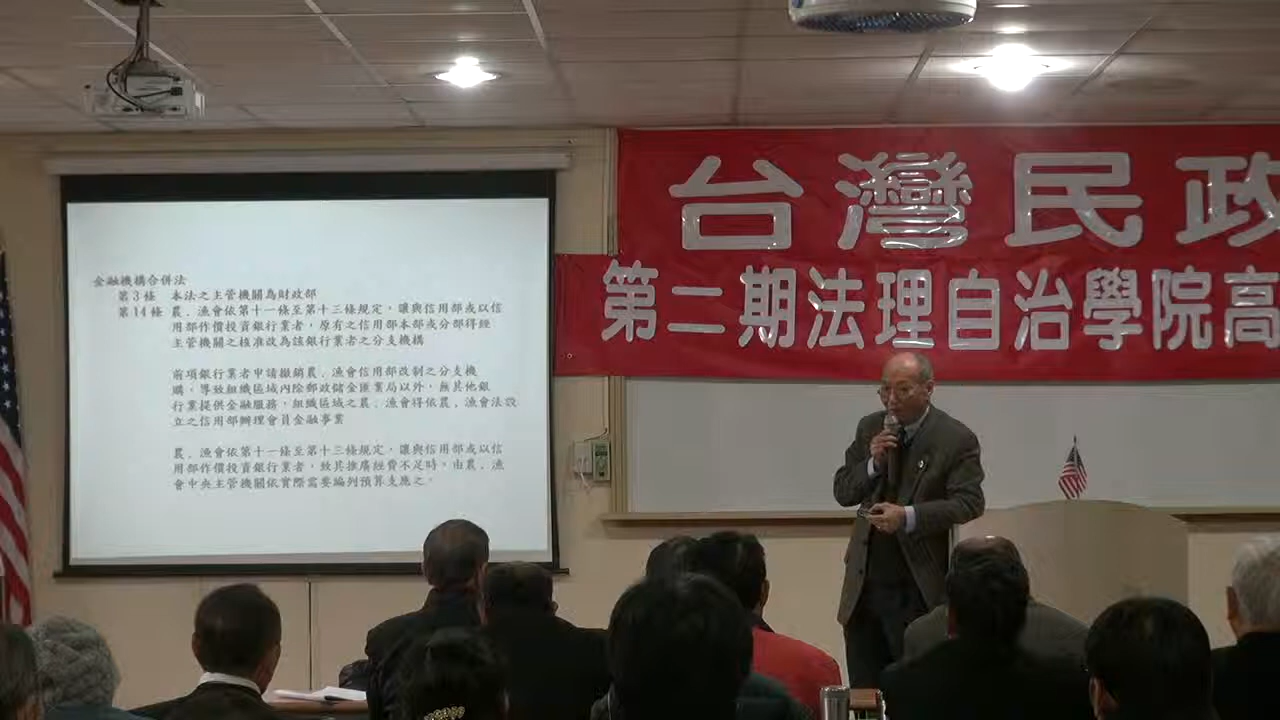 台灣民政
第二期法理自治學院高
金融機構合併法
第3條 本法之主管機關為財政部
第14條 農、漁會依第十一條至第十三條規定，讓與信用部或以信
用部作價投資銀行業者，原有之信用部本部或分部得經
主管機關之核准改為該銀行業者之分支機構
前項銀行業者申請撤銷農、漁會信用部改制之分支機
構，導致組織區域內除郵政儲金匯業局以外，無其他銀
行業提供金融服務，組織區域之農、漁會得依農、漁會法設
立之信用部辦理會員金融事業
農、漁會依第十一條至第十三條規定，讓與信用部或以信
用部作價投資銀行業者，致其推廣經費不足時，由農、漁
會中央主管機關依實際需要編列預算支應之。